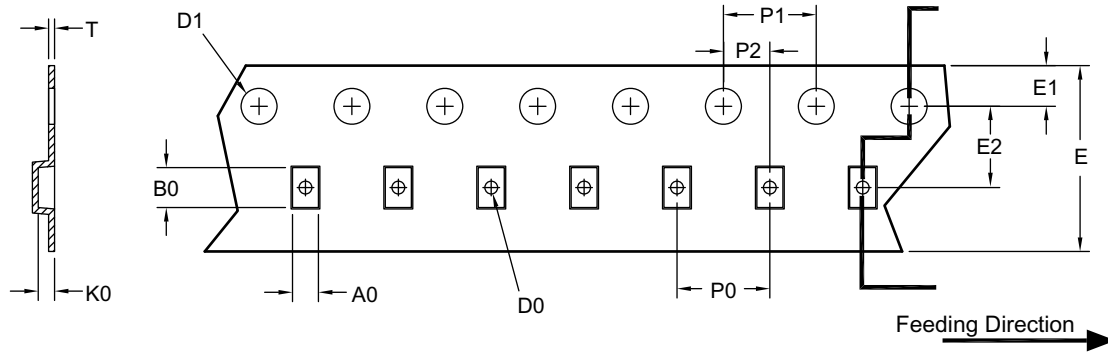 T
D1
P1
P2
E1
E2
E
B0
K0
A0
D0
P0
Feeding Direction